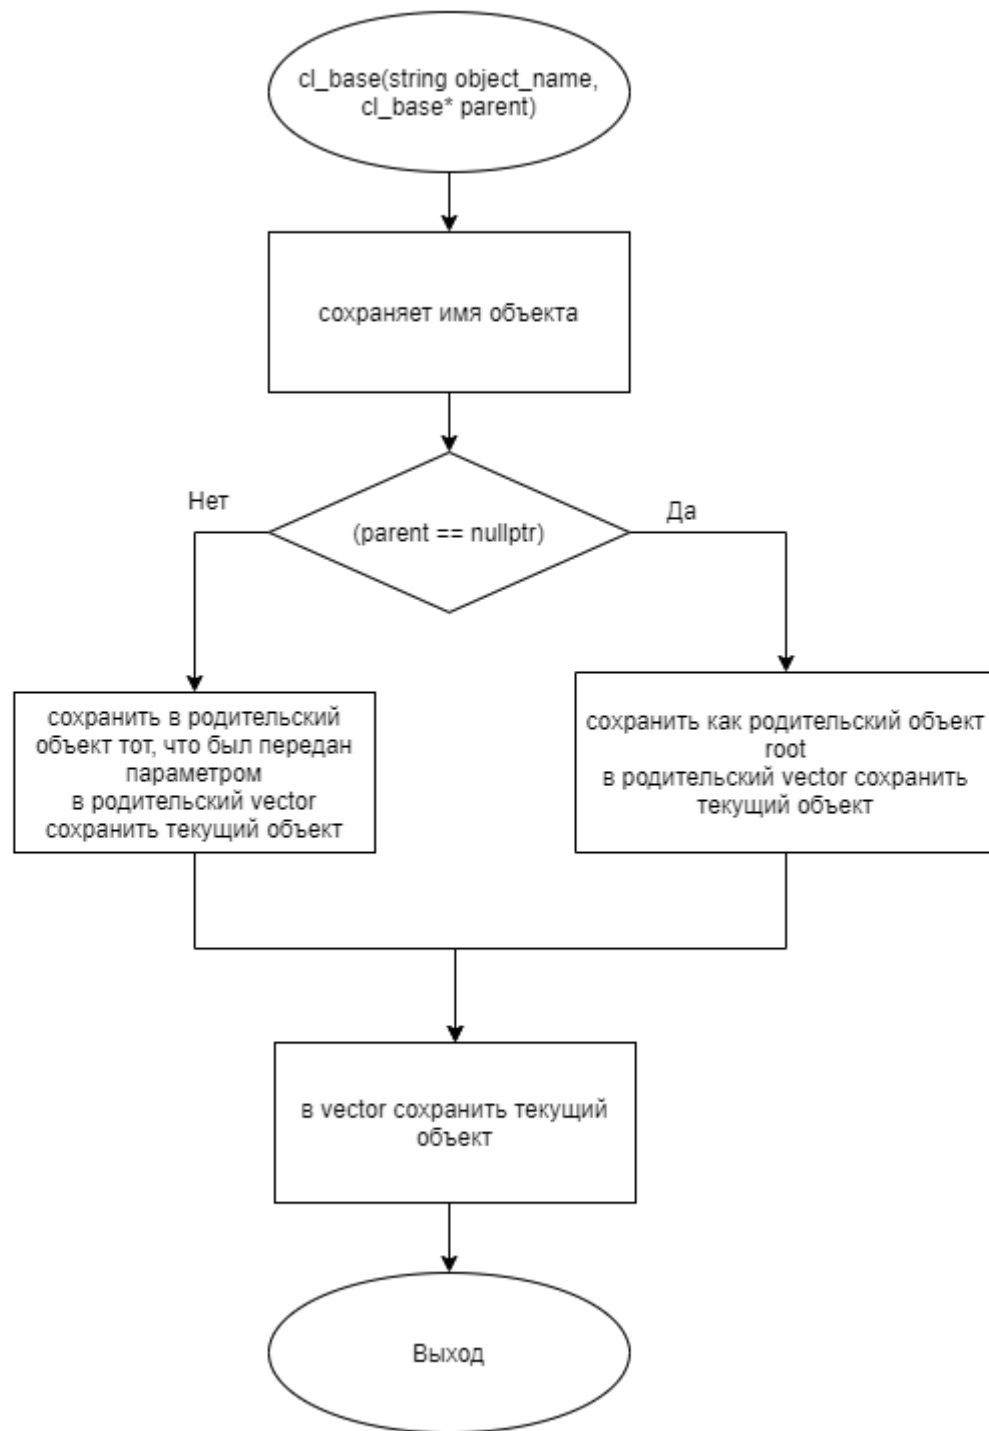 cl_base(string object_name,
cl_base* parent)
сохраняет имя объекта
Нет
(parent == nullptr)
Да
сохранить в родительский
объект тот, что был передан
параметром
в родительский vector
сохранить текущий объект
сохранить как родительский объект
root
в родительский vector сохранить
текущий объект
в vector сохранить текущий
объект
Выход